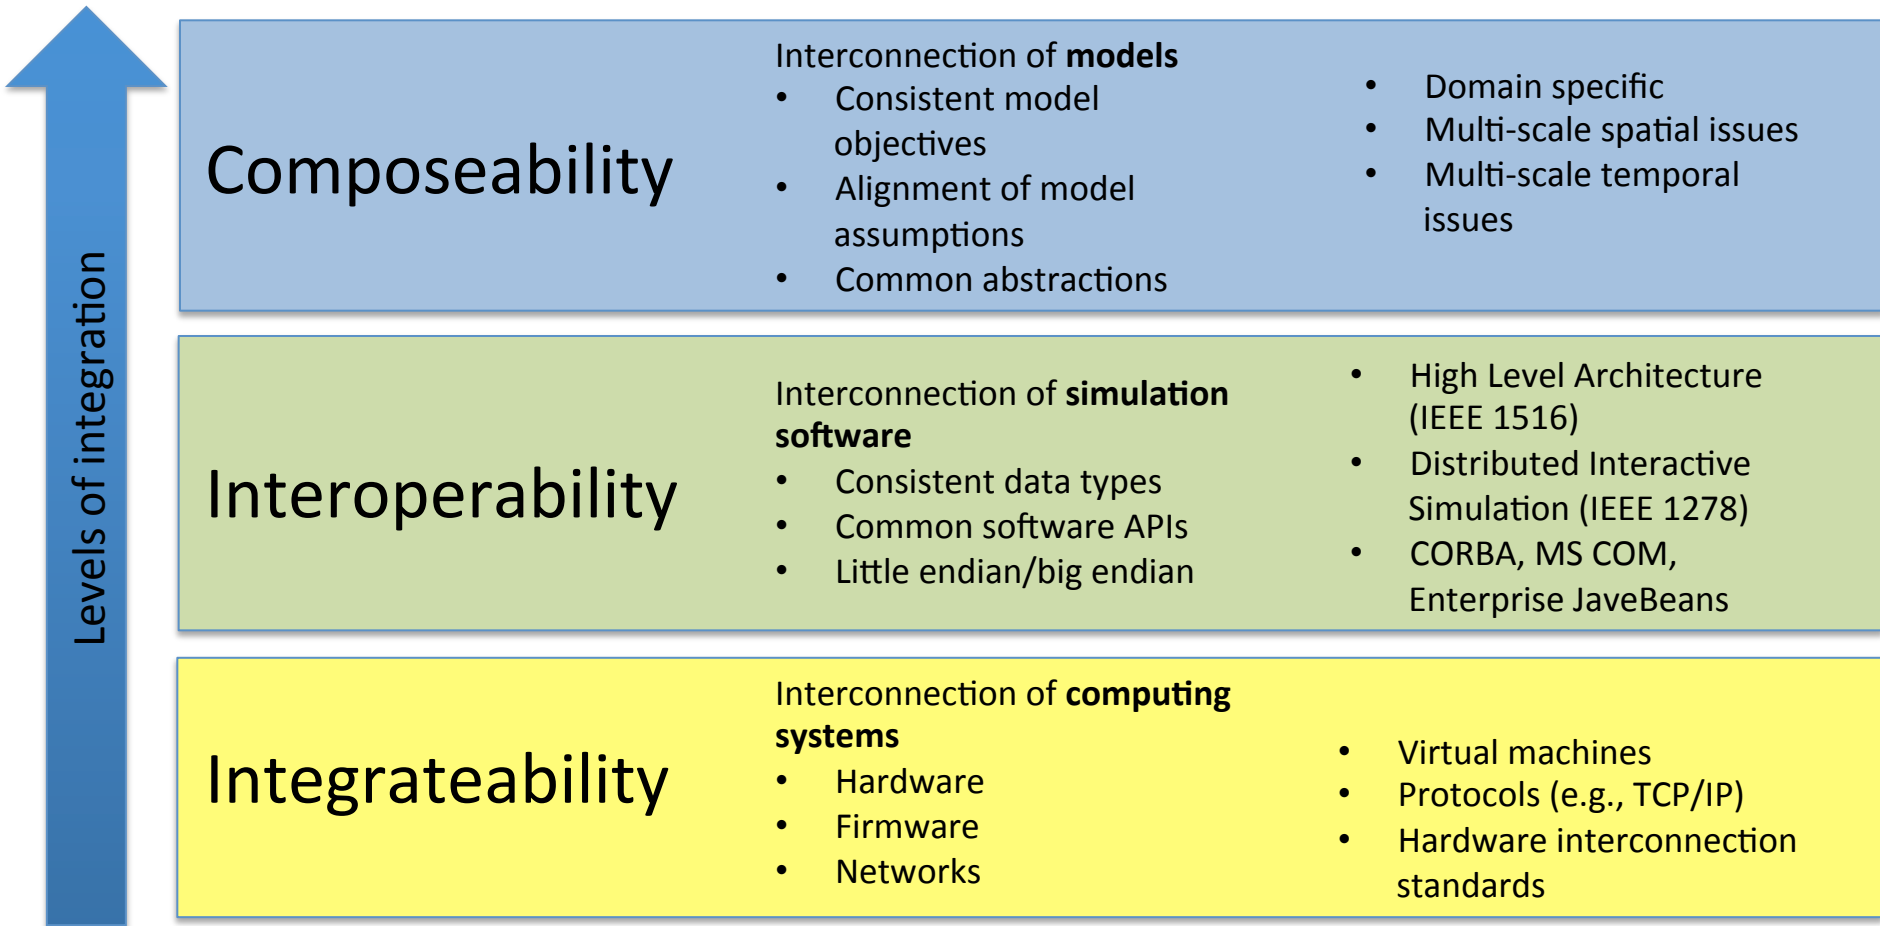 Levels of integration
Composeability
Interconnection of models
• Consistent model
objectives
• Alignment of model
assumptions
• Common abstractions
• Domain specific
• Multi-scale spatial issues
• Multi-scale temporal
issues
Interoperability
Interconnection of simulation
software
• Consistent data types
• Common software APIs
• Little endian/big endian
• High Level Architecture
(IEEE 1516)
• Distributed Interactive
Simulation (IEEE 1278)
• CORBA, MS COM,
Enterprise JaveBeans
Integrateability
Interconnection of computing
systems
• Hardware
• Firmware
• Networks
• Virtual machines
• Protocols (e.g., TCP/IP)
• Hardware interconnection
standards